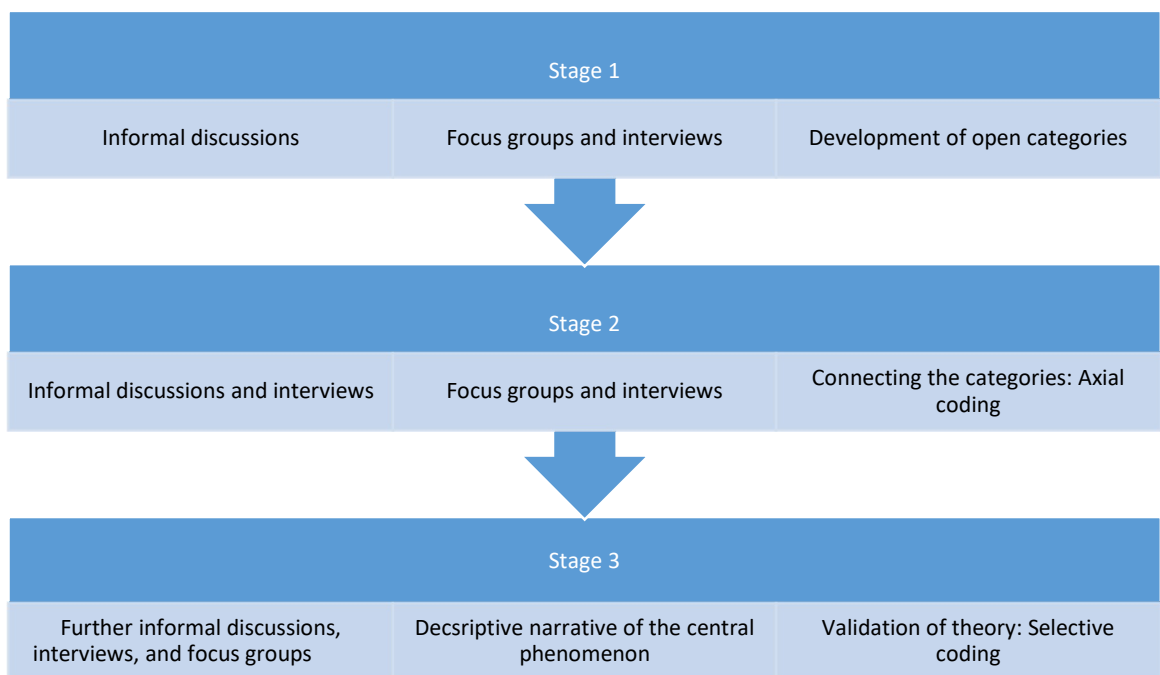 Stage 1
Informal discussions
Focus groups and interviews
Development of open categories
Stage 2
Informal discussions and interviews
Focus groups and interviews
Connecting the categories: Axial
coding
Stage 3
Further informal discussions,
interviews, and focus groups
Decsriptive narrative of the central
phenomenon
Validation of theory: Selective
coding